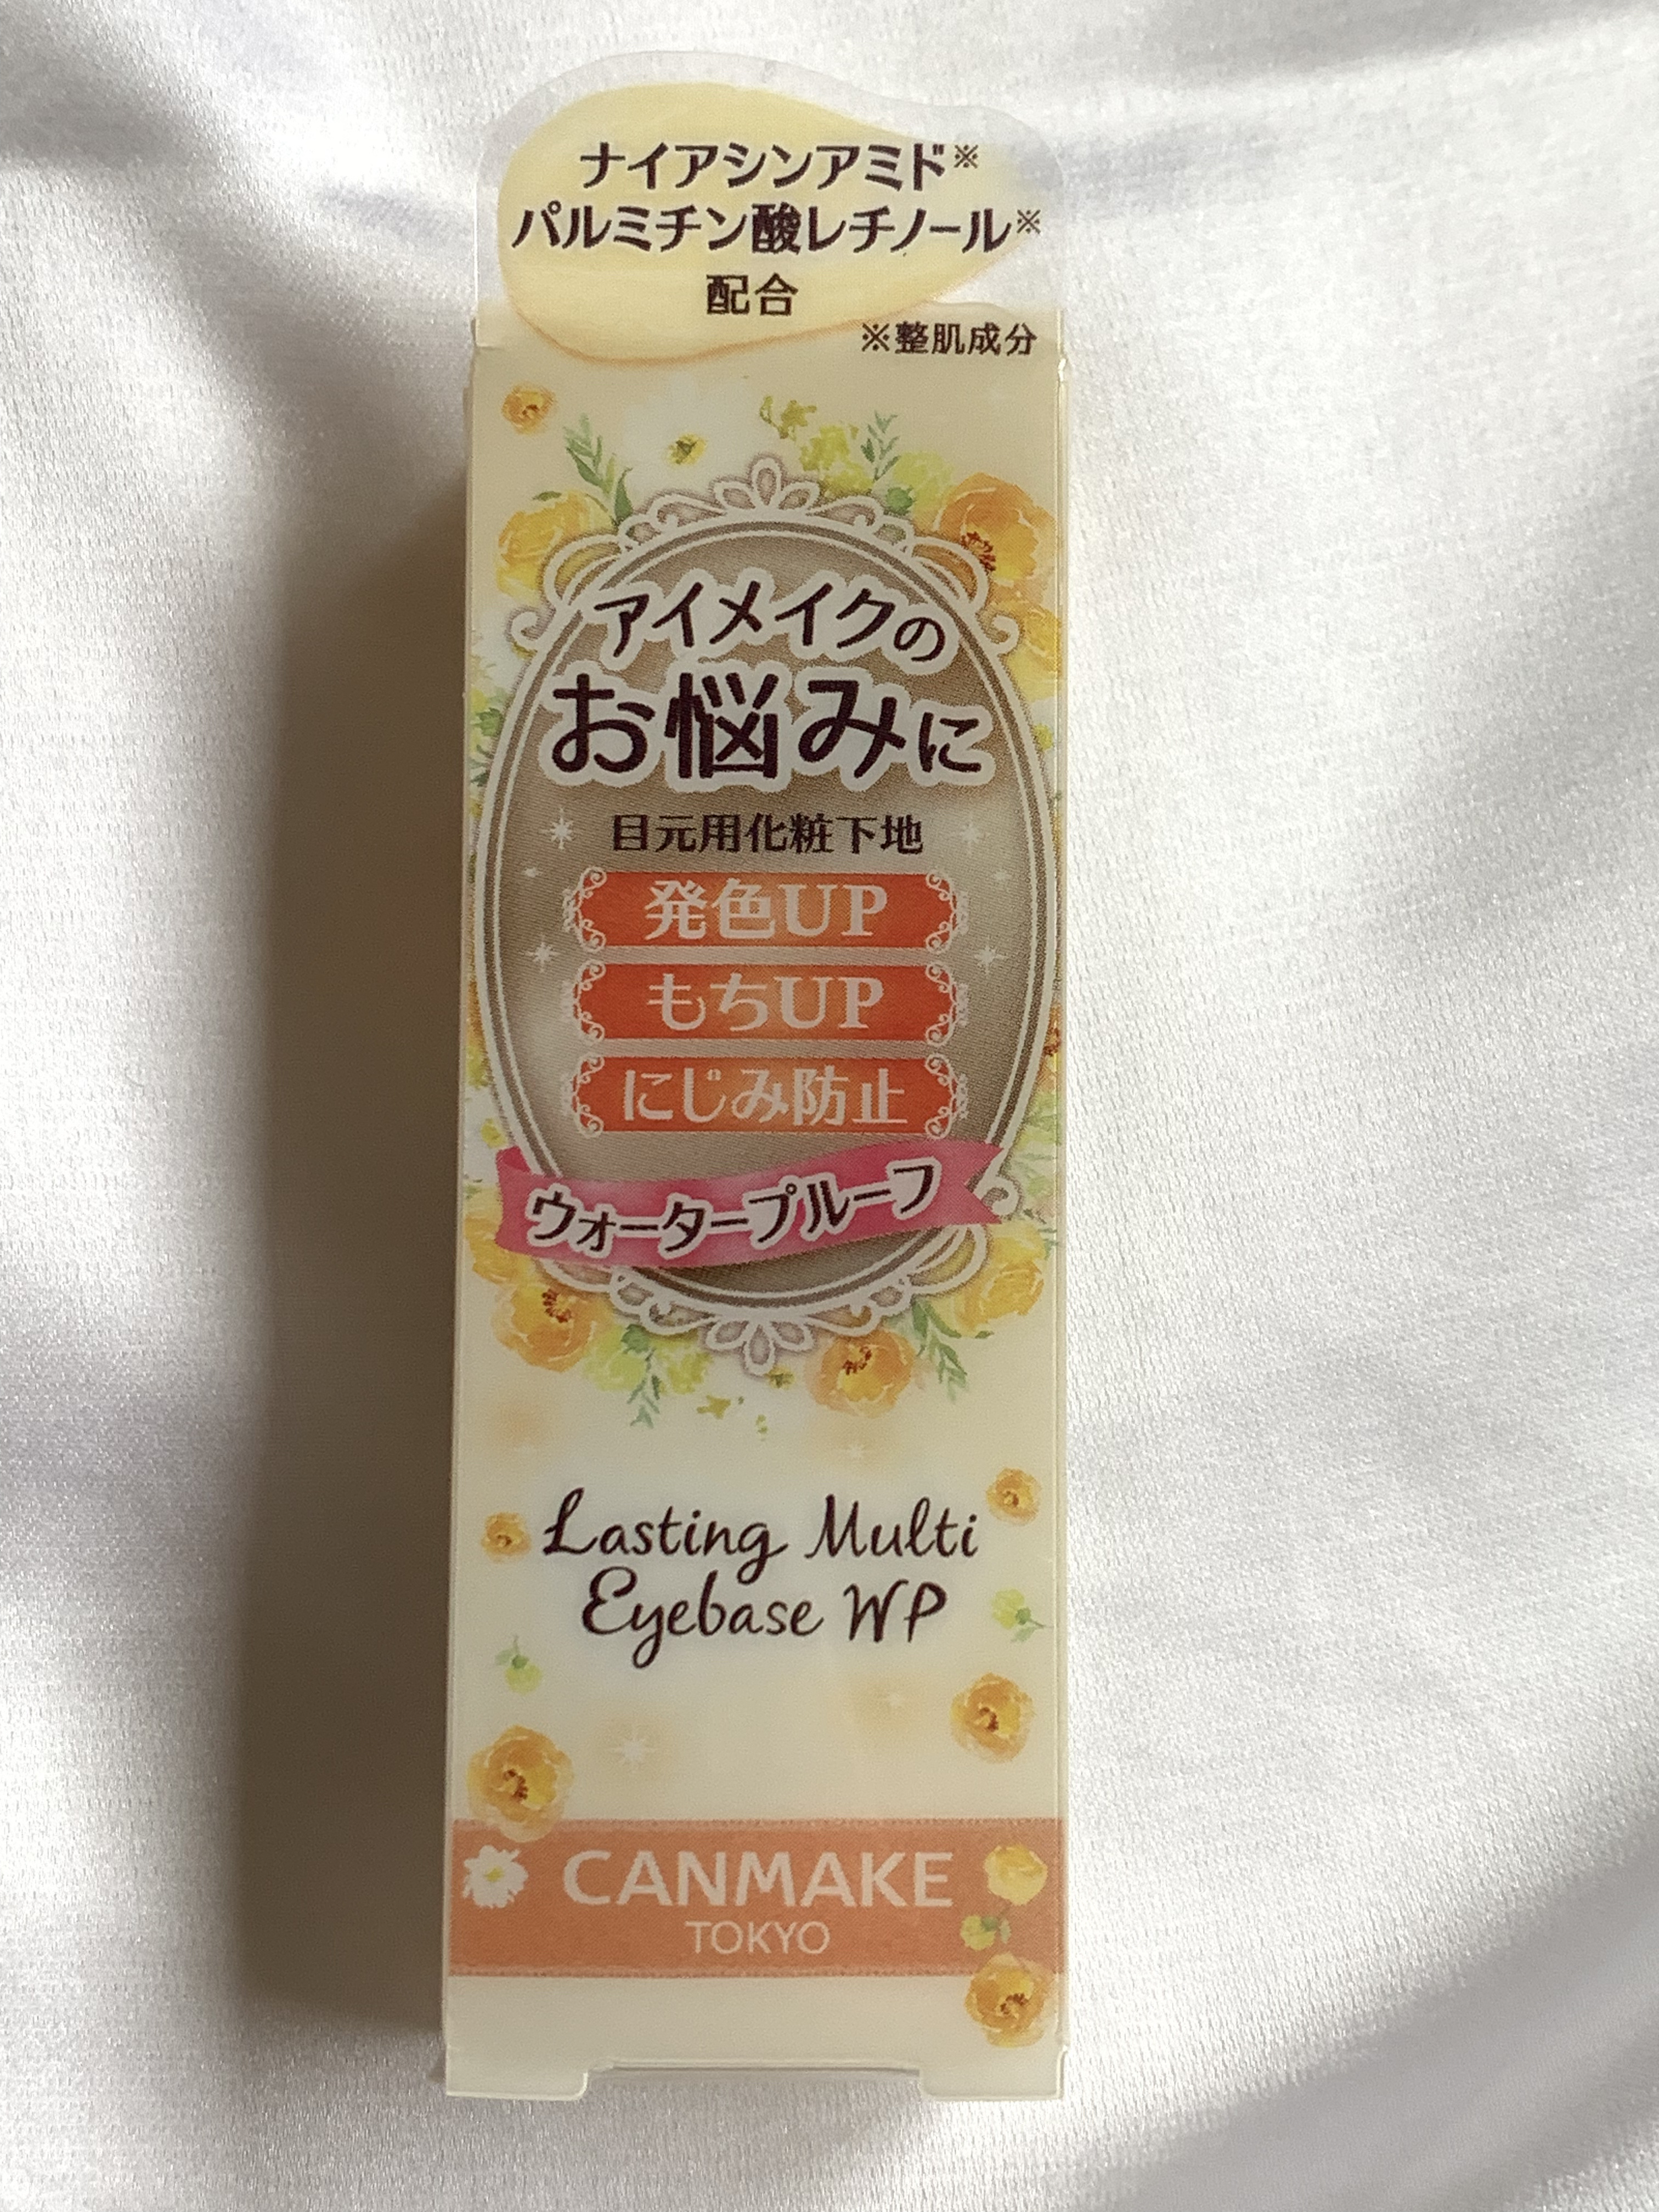 ナイアシンアミド※
パルミチン酸レチノール※
配合
※整肌成分
アイメイクの
お悩みに
目元用化粧下地
発色UP
もちUP
にじみ防止
ウォータープルーフ
Lasting Multi
Eyebase WP
CANMAKE
TOKYO